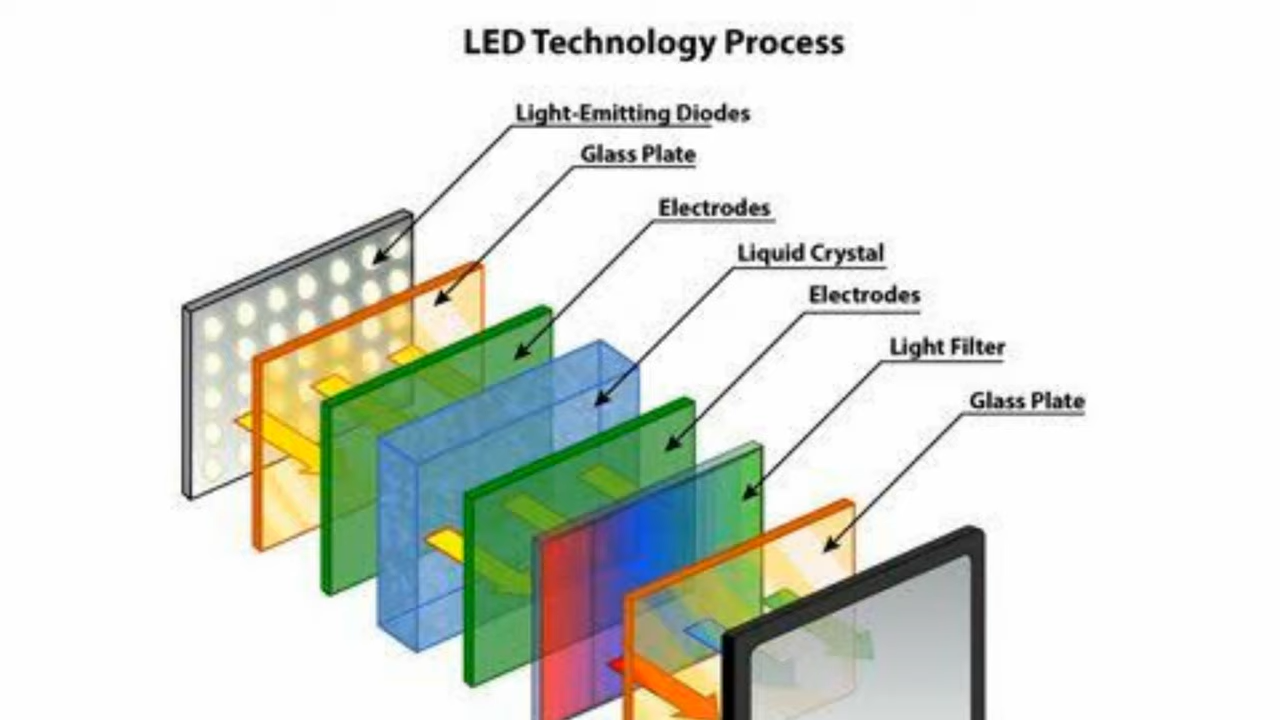 LED Technology Process
Light-Emitting Diodes
Glass Plate
Electrodes
Liquid Crystal
Electrodes
Light Filter
Glass Plate